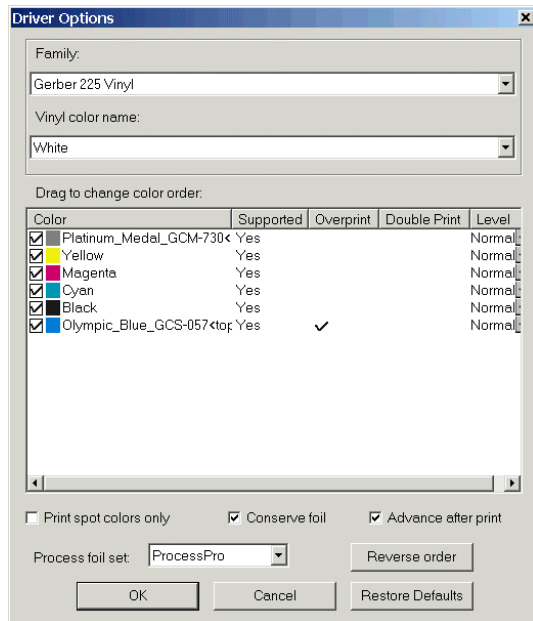 Driver Options
Family:
Gerber 225 Vinyl
Vinyl color name:
White
Drag to change color order:
Color Supported Overprint Double Print Level
Platinum_Medal_GCM-730< Yes Normal
Yellow Yes Normal
Magenta Yes Normal
Cyan Yes Normal
Black Yes Normal
Olympic_Blue_GCS-057<top Yes Normal
Print spot colors only Conserve foil Advance after print
Process foil set: ProcessPro Reverse order
OK Cancel Restore Defaults